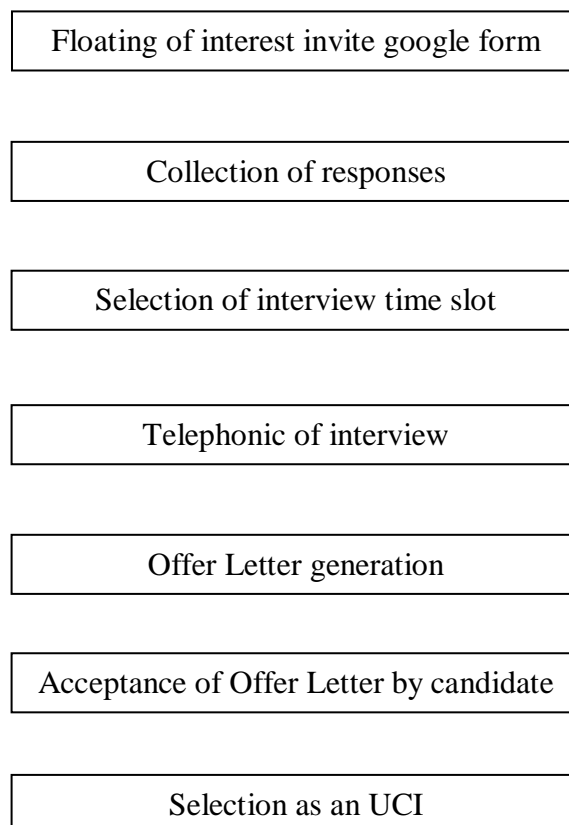 Floating of interest invite google form
Collection of responses
Selection of interview time slot
Telephonic of interview
Offer Letter generation
Acceptance of Offer Letter by candidate
Selection as an UCI